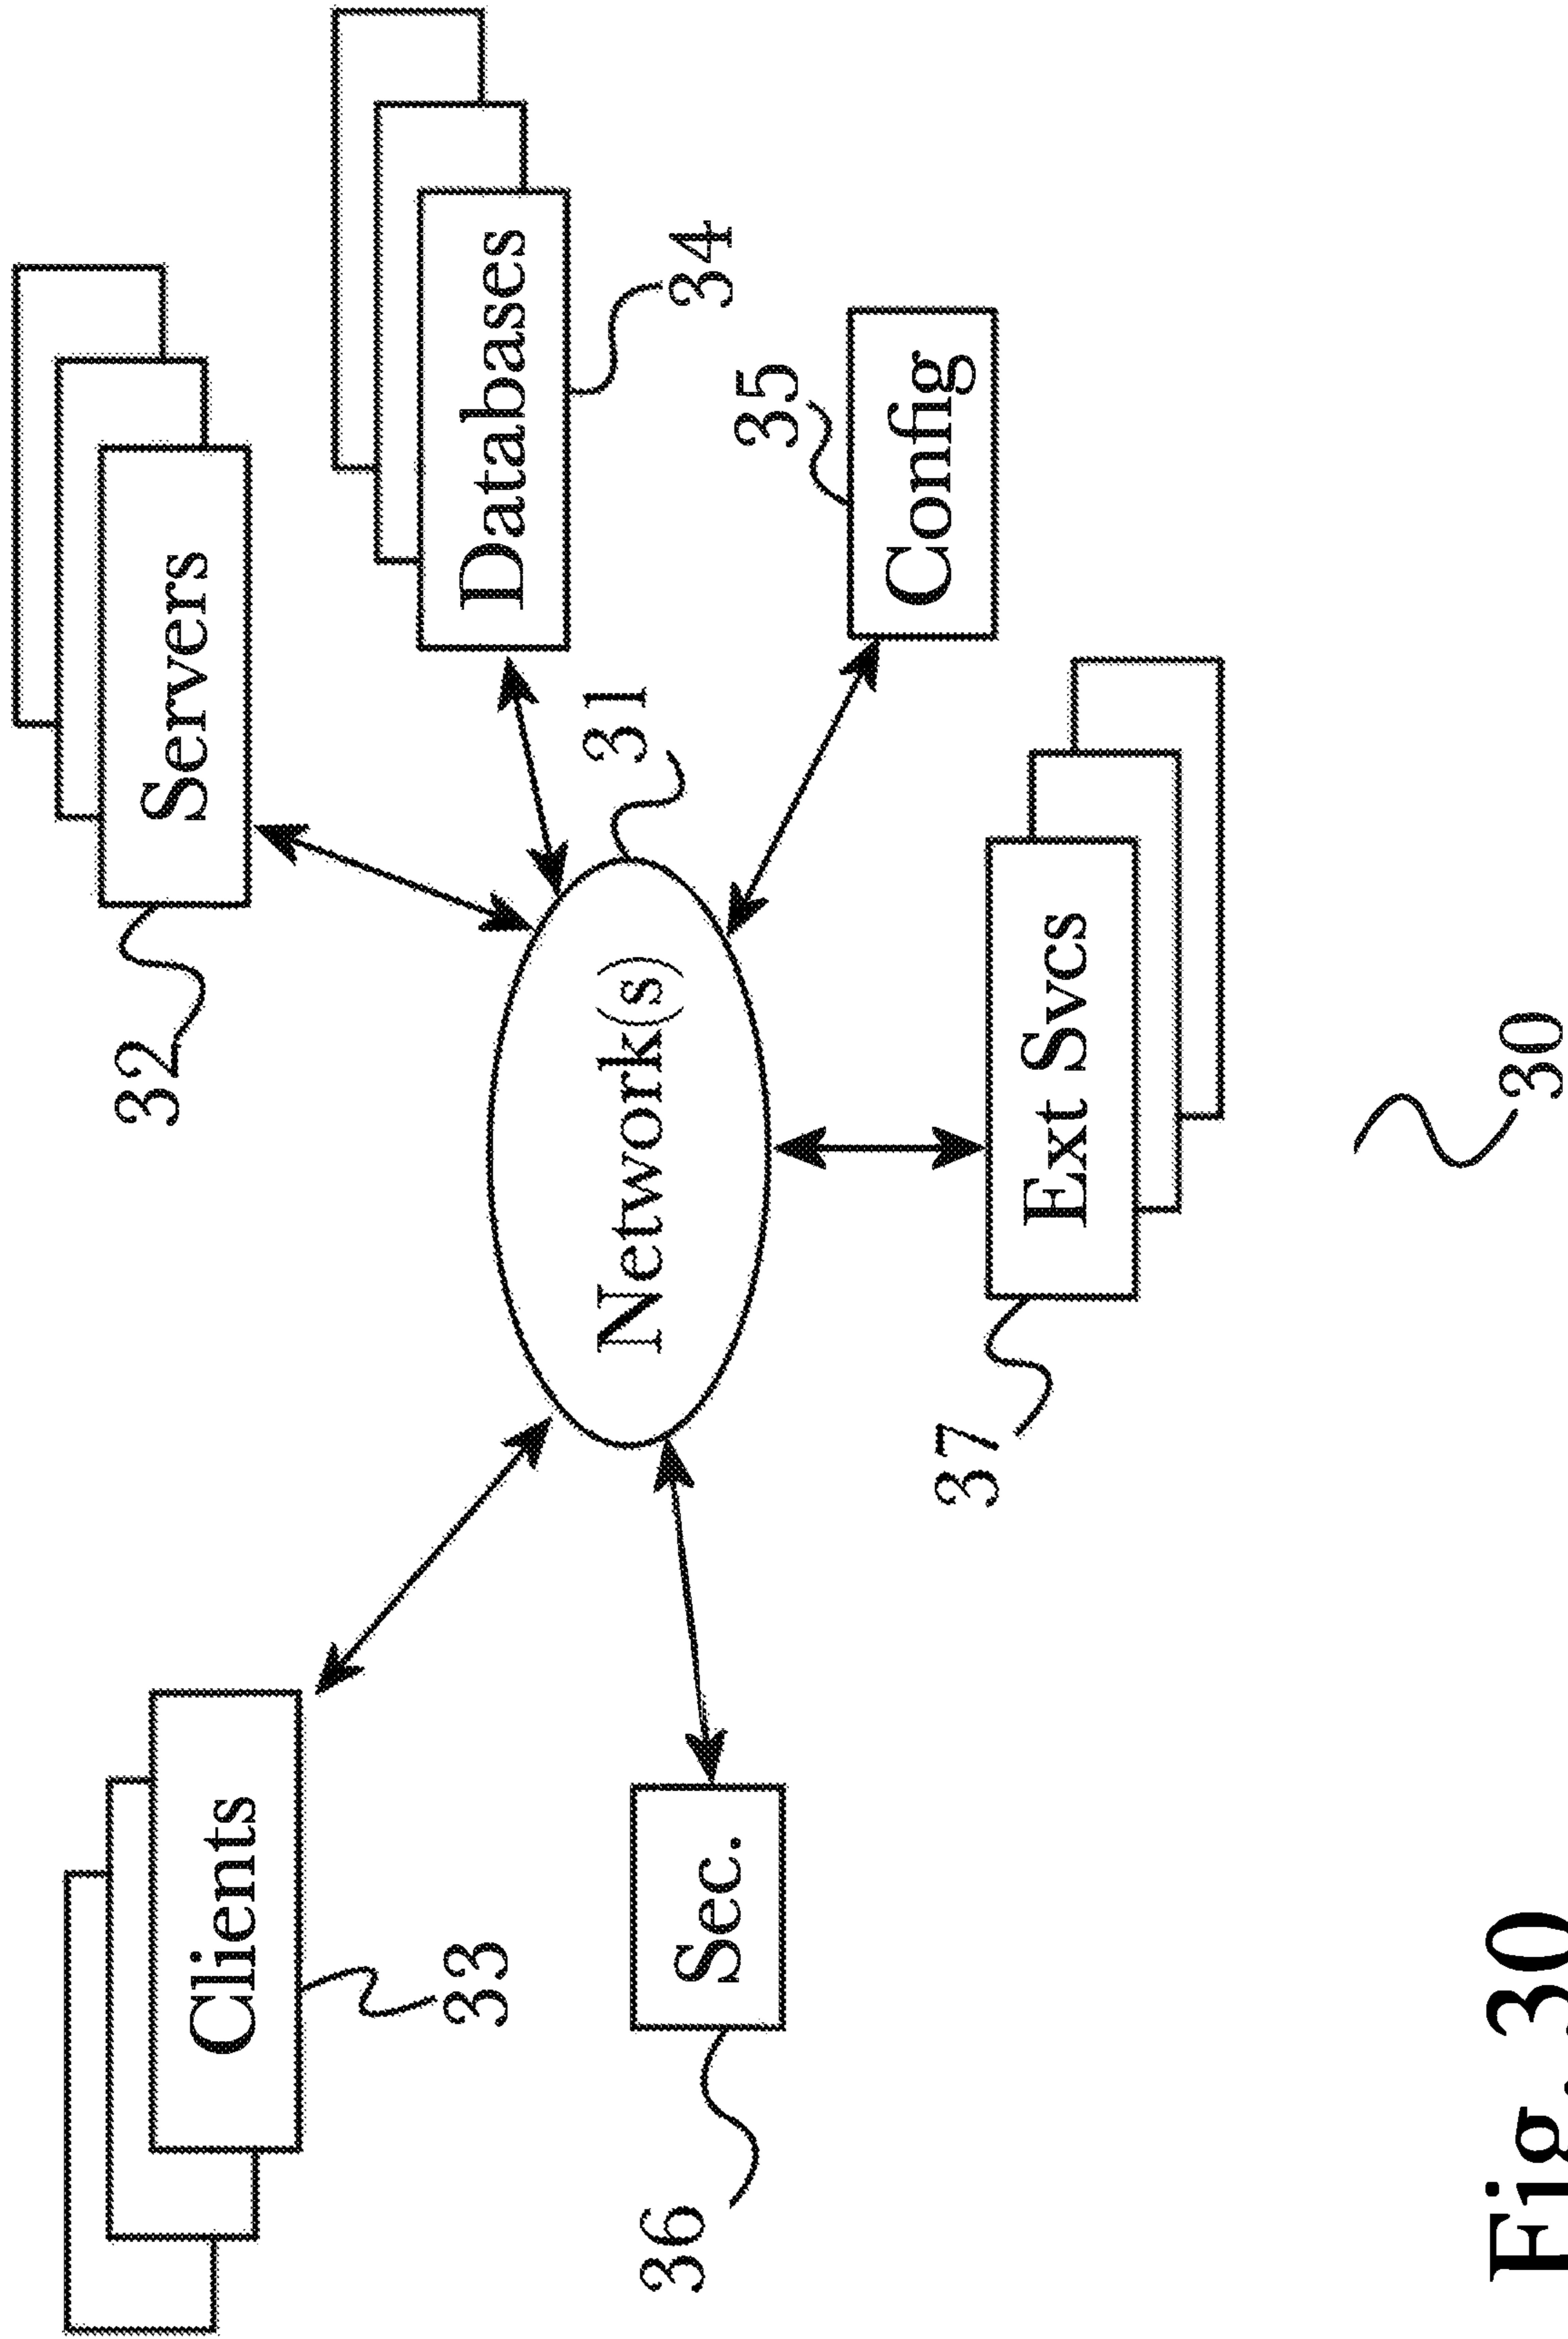 32
Servers
Clients
33
Databases
34
Network(s)
31
36
Sec.
35
Config
37
Ext Svcs
30
Fig. 30